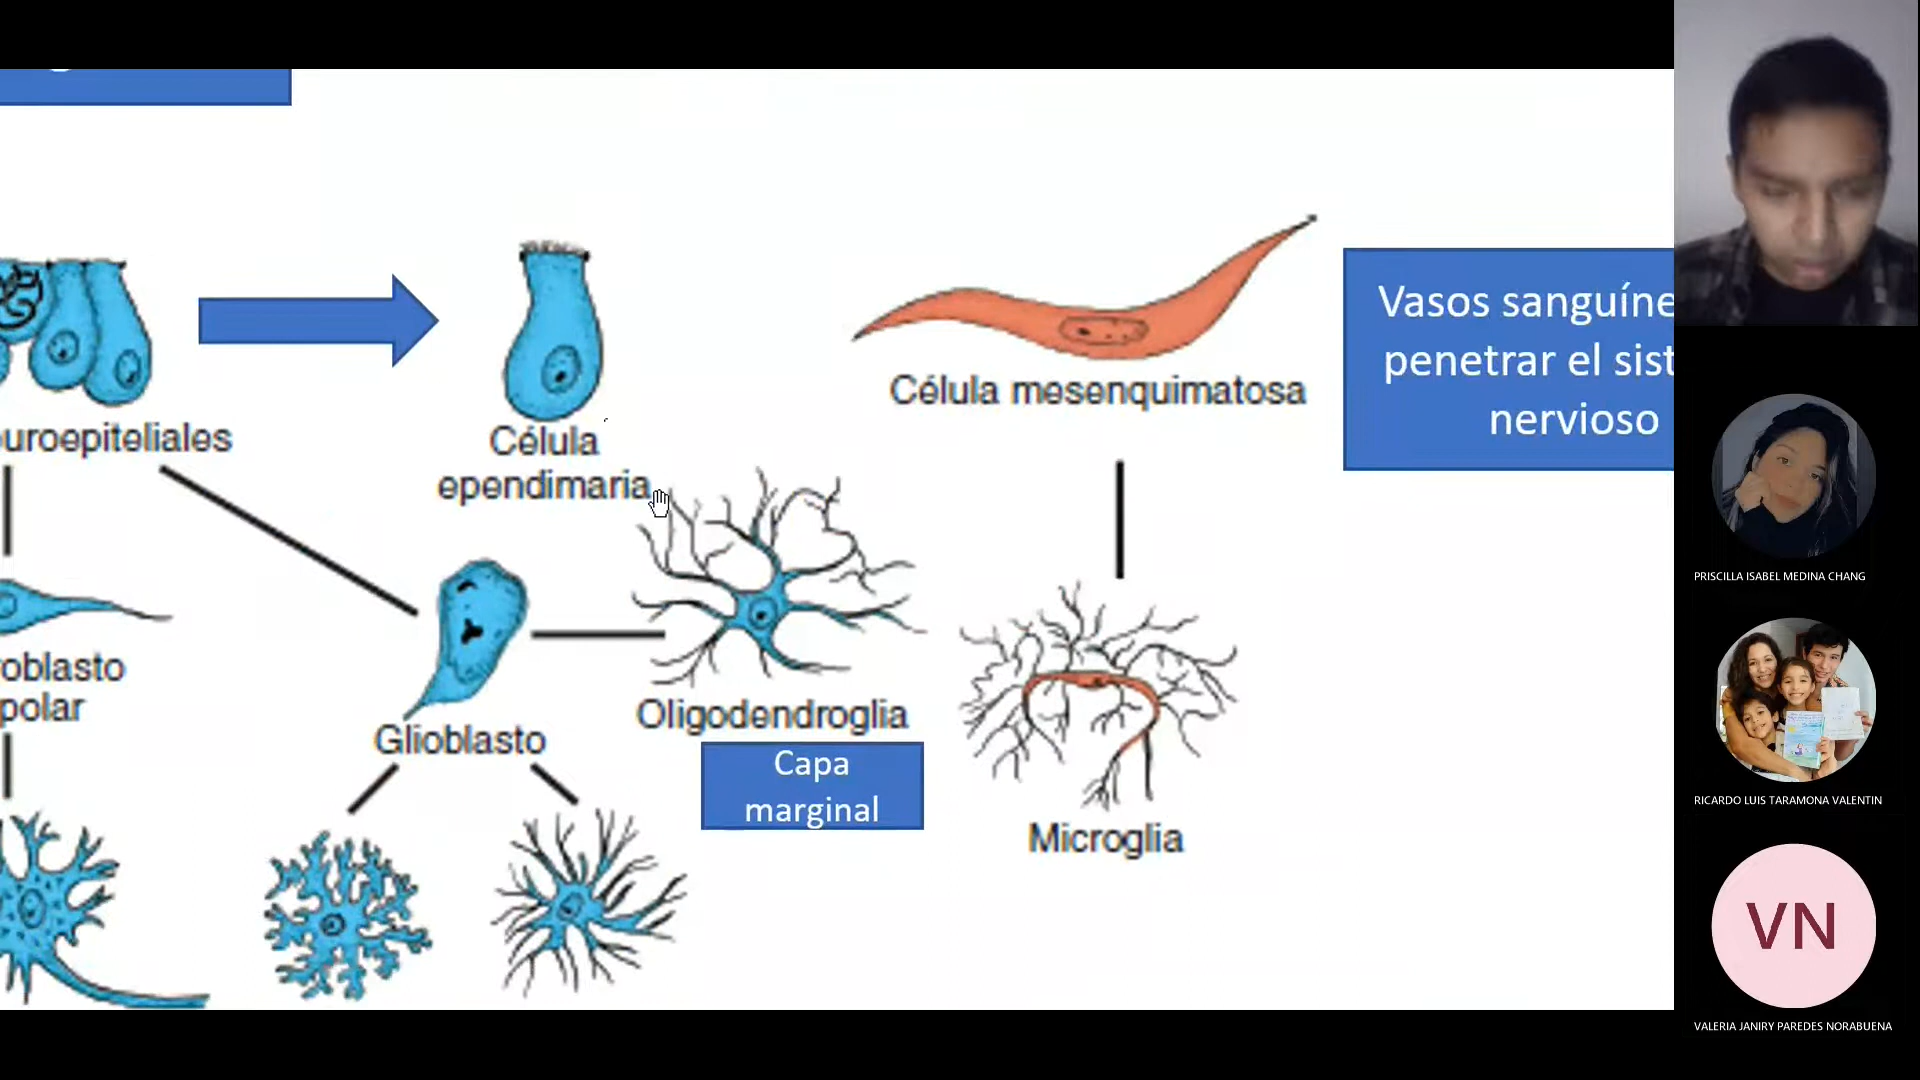 Vasos sanguíne
penetrar el sist
nervioso
Célula mesenquimatosa
uroepiteliales
Célula
ependimaria
roblasto
polar
Oligodendroglia
Glioblasto
Capa
marginal
Microglia
PRISCILLA ISABEL MEDINA CHANG
RICARDO LUIS TARAMONA VALENTIN
VN
VALERIA JANIRY PAREDES NORABUENA